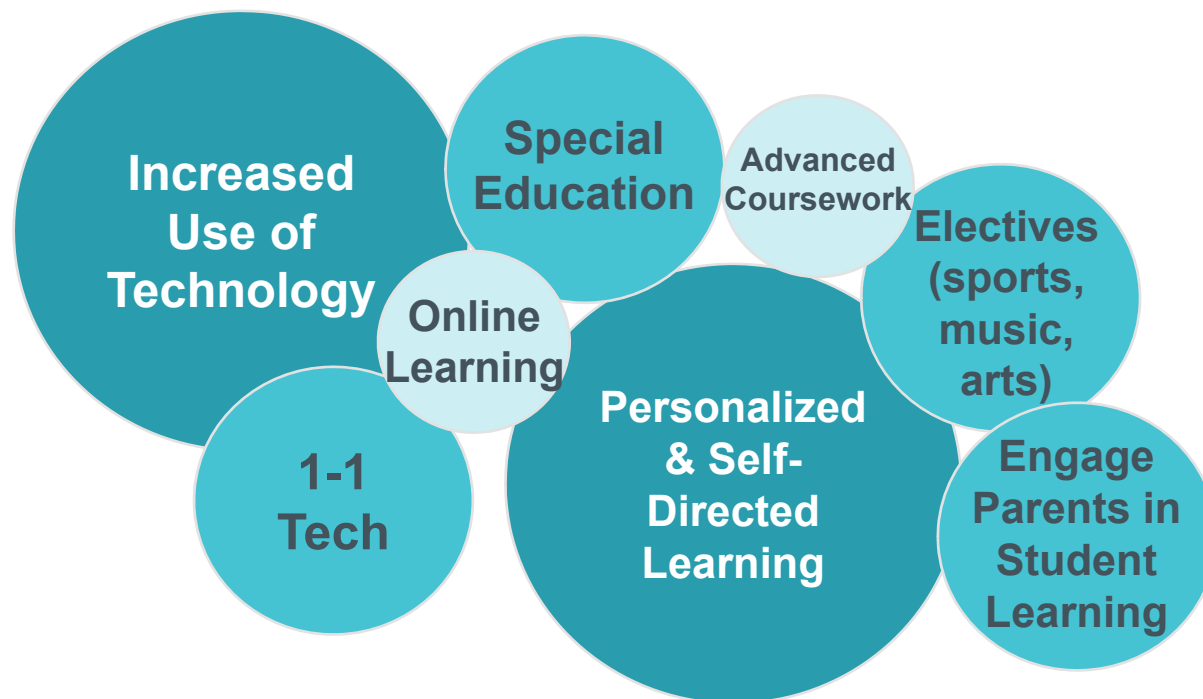 Increased
Use of
Technology
Special
Education
Advanced
Coursework
Electives
(sports,
music,
arts)
Online
Learning
Personalized
& Self-
Directed
Learning
1-1
Tech
Engage
Parents in
Student
Learning